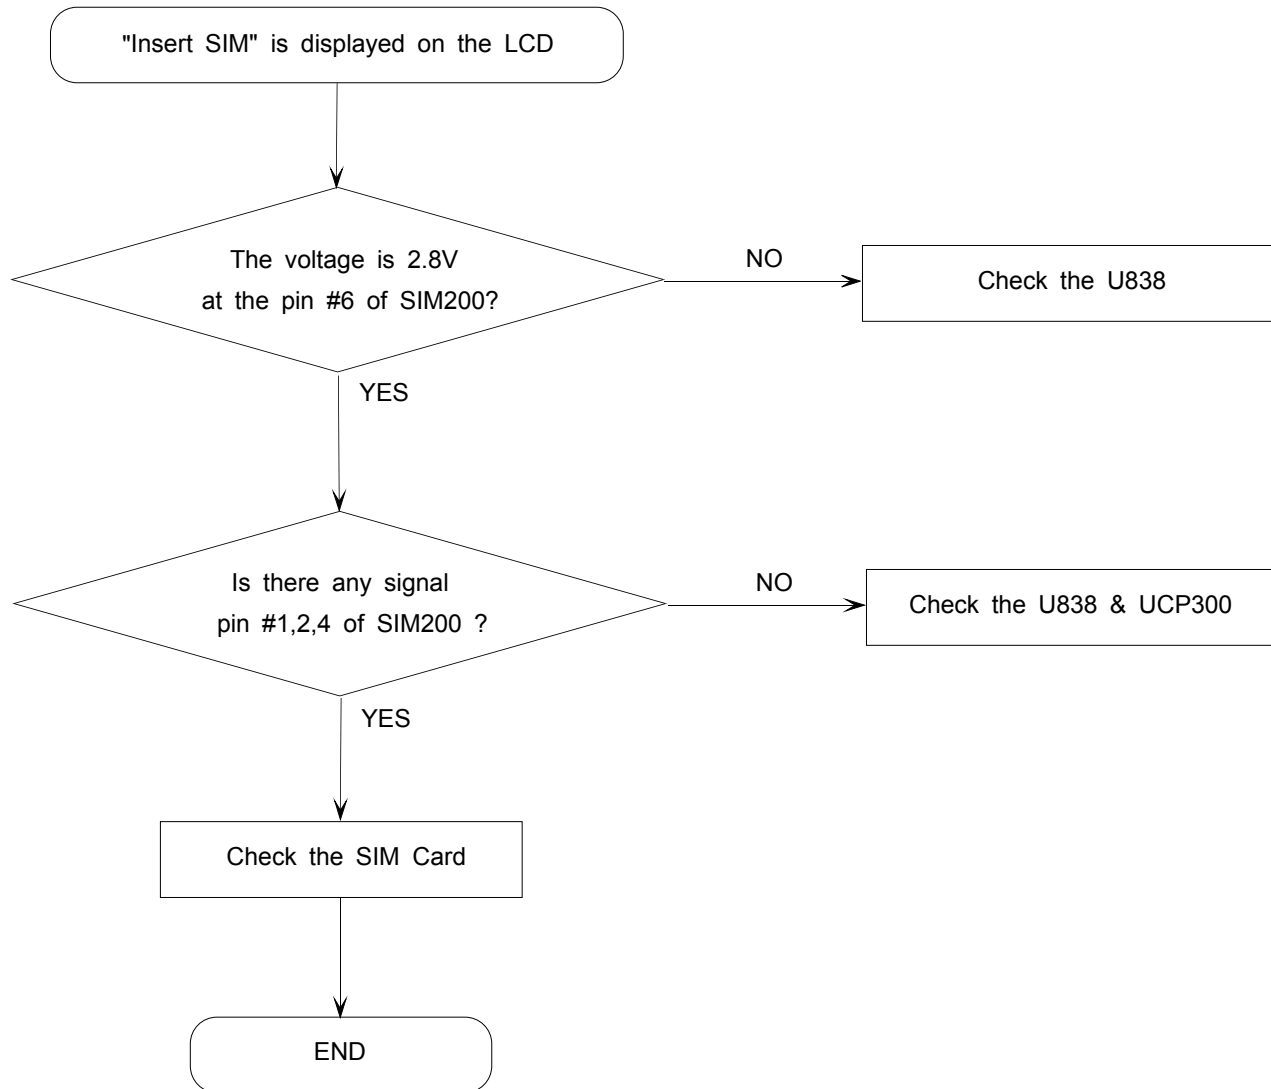 "Insert SIM" is displayed on the LCD
The voltage is 2.8V
at the pin #6 of SIM200?
NO
Check the U838
YES
Is there any signal
pin #1,2,4 of SIM200 ?
NO
Check the U838 & UCP300
YES
Check the SIM Card
END